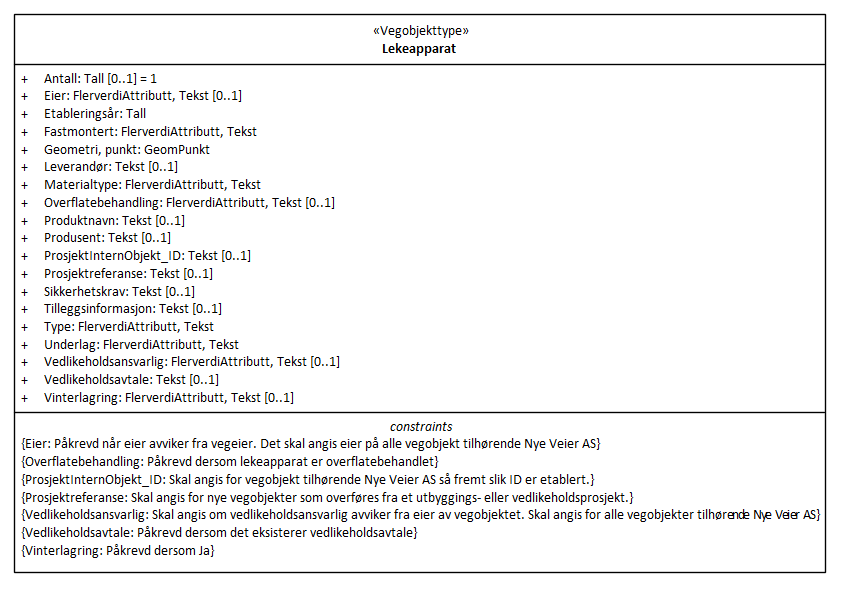 «Vegobjekttype»
Lekeapparat
+ Antall: Tall [0..1] = 1
+ Eier: FlerverdiAttributt, Tekst [0..1]
+ Etableringsår: Tall
+ Fastmontert: FlerverdiAttributt, Tekst
+ Geometri, punkt: GeomPunkt
+ Leverandør: Tekst [0..1]
+ Materialtype: FlerverdiAttributt, Tekst
+ Overflatebehandling: FlerverdiAttributt, Tekst [0..1]
+ Produktnavn: Tekst [0..1]
+ Produsent: Tekst [0..1]
+ ProsjektInternObjekt_ID: Tekst [0..1]
+ Prosjektreferanse: Tekst [0..1]
+ Sikkerhetskrav: Tekst [0..1]
+ Tilleggsinformasjon: Tekst [0..1]
+ Type: FlerverdiAttributt, Tekst
+ Underlag: FlerverdiAttributt, Tekst
+ Vedlikeholdsansvarlig: FlerverdiAttributt, Tekst [0..1]
+ Vedlikeholdsavtale: Tekst [0..1]
+ Vinterlagring: FlerverdiAttributt, Tekst [0..1]
constraints
{Eier: Påkrevd når eier avviker fra vegeier. Det skal angis eier på alle vegobjekt tilhørende Nye Veier AS}
{Overflatebehandling: Påkrevd dersom lekeapparat er overflatebehandlet}
{ProsjektInternObjekt_ID: Skal angis for vegobjekt tilhørende Nye Veier AS så fremt slik ID er etablert.}
{Prosjektreferanse: Skal angis for nye vegobjekter som overføres fra et utbyggings- eller vedlikeholdsprosjekt.}
{Vedlikeholdsansvarlig: Skal angis om vedlikeholdsansvarlig avviker fra eier av vegobjektet. Skal angis for alle vegobjekter tilhørende Nye Veier AS}
{Vedlikeholdsavtale: Påkrevd dersom det eksisterer vedlikeholdsavtale}
{Vinterlagring: Påkrevd dersom Ja}